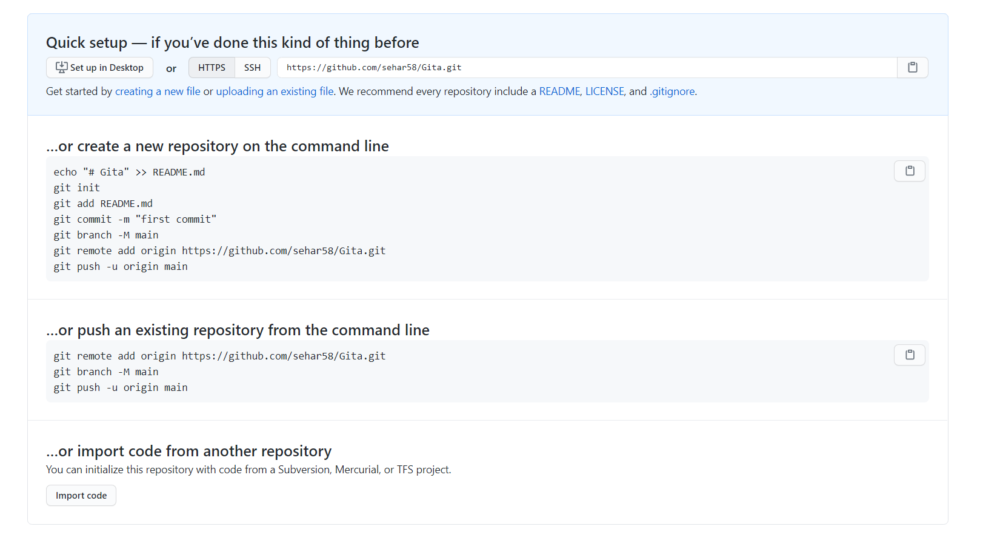 Quick setup — if you’ve done this kind of thing before
Set up in Desktop or HTTPS SSH https://github.com/sehar58/Gita.git
Get started by creating a new file or uploading an existing file. We recommend every repository include a README, LICENSE, and .gitignore.
…or create a new repository on the command line
echo "# Gita" >> README.md
git init
git add README.md
git commit -m "first commit"
git branch -M main
git remote add origin https://github.com/sehar58/Gita.git
git push -u origin main
…or push an existing repository from the command line
git remote add origin https://github.com/sehar58/Gita.git
git branch -M main
git push -u origin main
…or import code from another repository
You can initialize this repository with code from a Subversion, Mercurial, or TFS project.
Import code